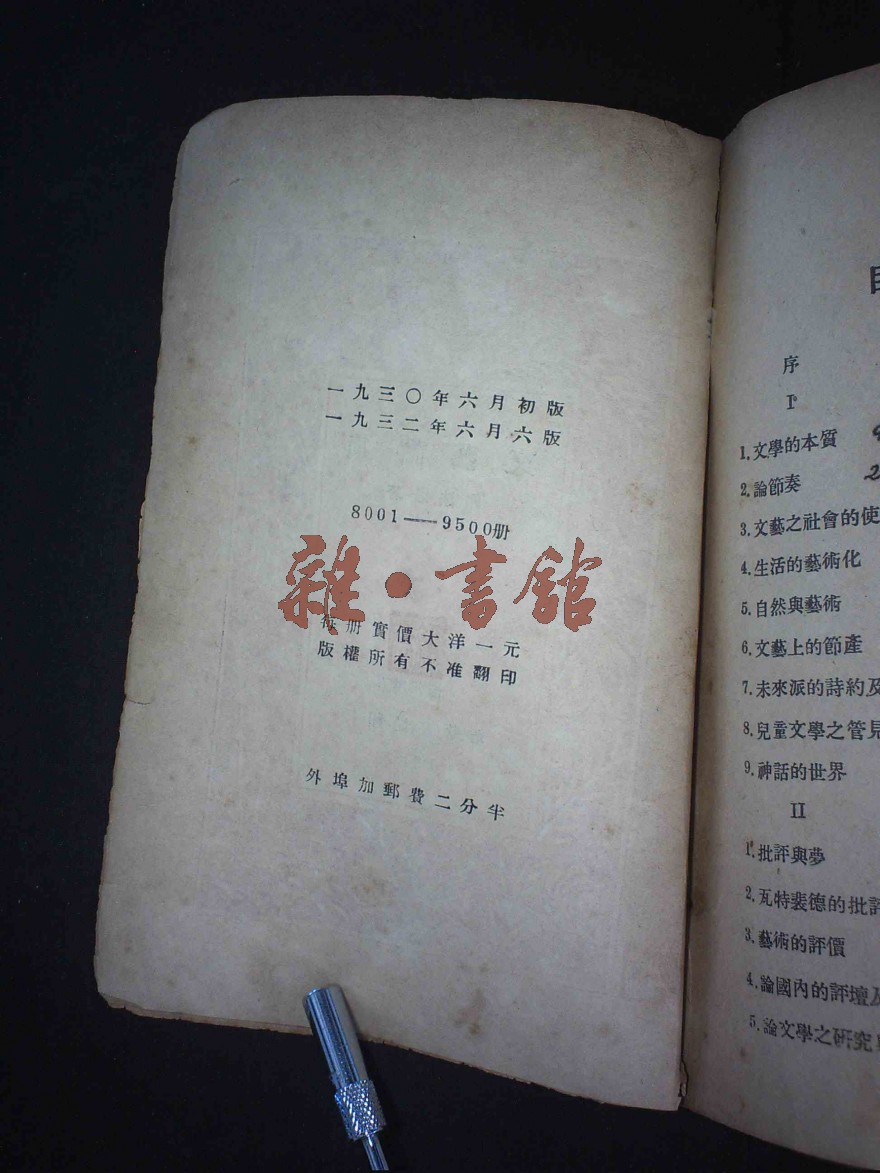 一九三〇年六月初版
一九三二年六月六版
8001——9500册
雜·書館
每册實價大洋一元
版權所有不准翻印
外埠加郵費二分半
序
I
1.文學的本質
2.論節奏
3.文藝之社會的使
4.生活的藝術化
5.自然與藝術
6.文藝上的節產
7.未來派的詩約及
8.兒童文學之管見
9.神話的世界
II
1.批評與夢
2.瓦特裴德的批評
3.藝術的評價
4.論國內的評壇及
5.論文學之研究